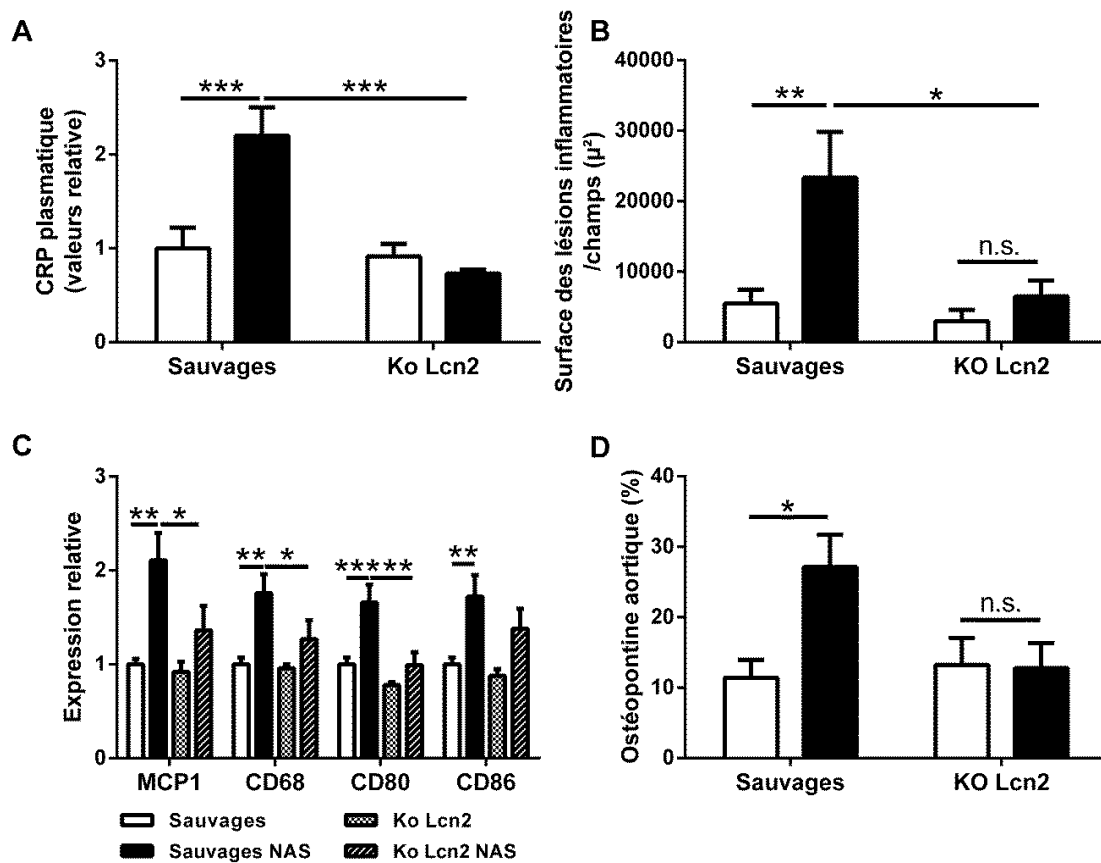 A
CRP plasmatique
(valeurs relative)
3
2
1
0
***
***
Sauvages
Ko Lcn2
B
Surface des lésions inflammatoires
/champs (µ²)
40000
30000
20000
10000
0
**
*
n.s.
Sauvages
KO Lcn2
C
Expression relative
3
2
1
0
** *
** *
*****
**
MCP1
CD68
CD80
CD86
Sauvages
Ko Lcn2
Sauvages NAS
Ko Lcn2 NAS
D
Ostéopontine aortique (%)
40
30
20
10
0
*
n.s.
Sauvages
KO Lcn2